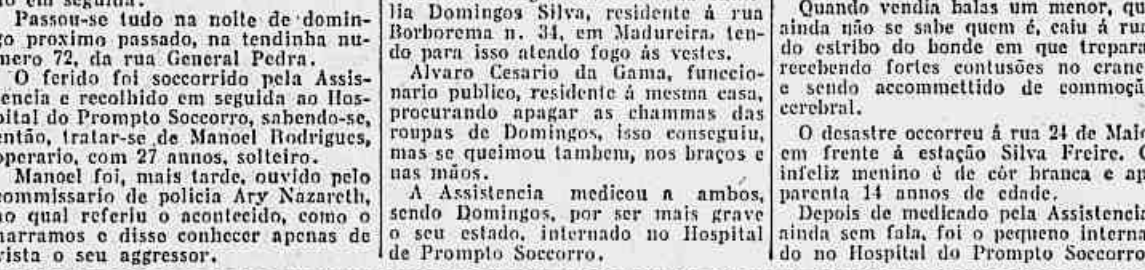 Passou-se tudo na noite de domin-
go proximo passado, na tendinha nu-
mero 72, da rua General Pedra.
O ferido foi soccorrido pela Assis-
tencia e recolhido em seguida ao Hos-
pital do Prompto Soccorro, sabendo-se,
então, tratar-se de Manoel Rodrigues,
operario, com 27 annos, solteiro.
Manoel foi, mais tarde, ouvido pelo
commissario de policia Ary Nazareth,
ao qual referiu o acontecido, como o
narramos e disse conhecer apenas de
vista o seu aggressor.
lia Domingos Silva, residente á rua
Borborema n. 34, em Madureira, ten-
do para isso ateado fogo ás vestes.
Alvaro Cesario da Gama, funccio-
nario publico, residente á mesma casa,
procurando apagar as chammas das
roupas de Domingos, isso conseguiu,
mas se queimou tambem, nos braços e
nas mãos.
A Assistencia medicou a ambos,
sendo Domingos, por ser mais grave
o seu estado, internado no Hospital
de Prompto Soccorro.
Quando vendia balas um menor, qu
ainda não se sabe quem é, caiu á rua
do estribo do bonde em que trepara
recebendo fortes contusões no crane
e sendo accommettido de commoçã
cerebral.
O desastre occorreu á rua 24 de Maio
em frente á estação Silva Freire. O
infeliz menino é de côr branca e ap
parenta 14 annos de edade.
Depois de medicado pela Assistencia
ainda sem fala, foi o pequeno interna
do no Hospital do Prompto Soccorro